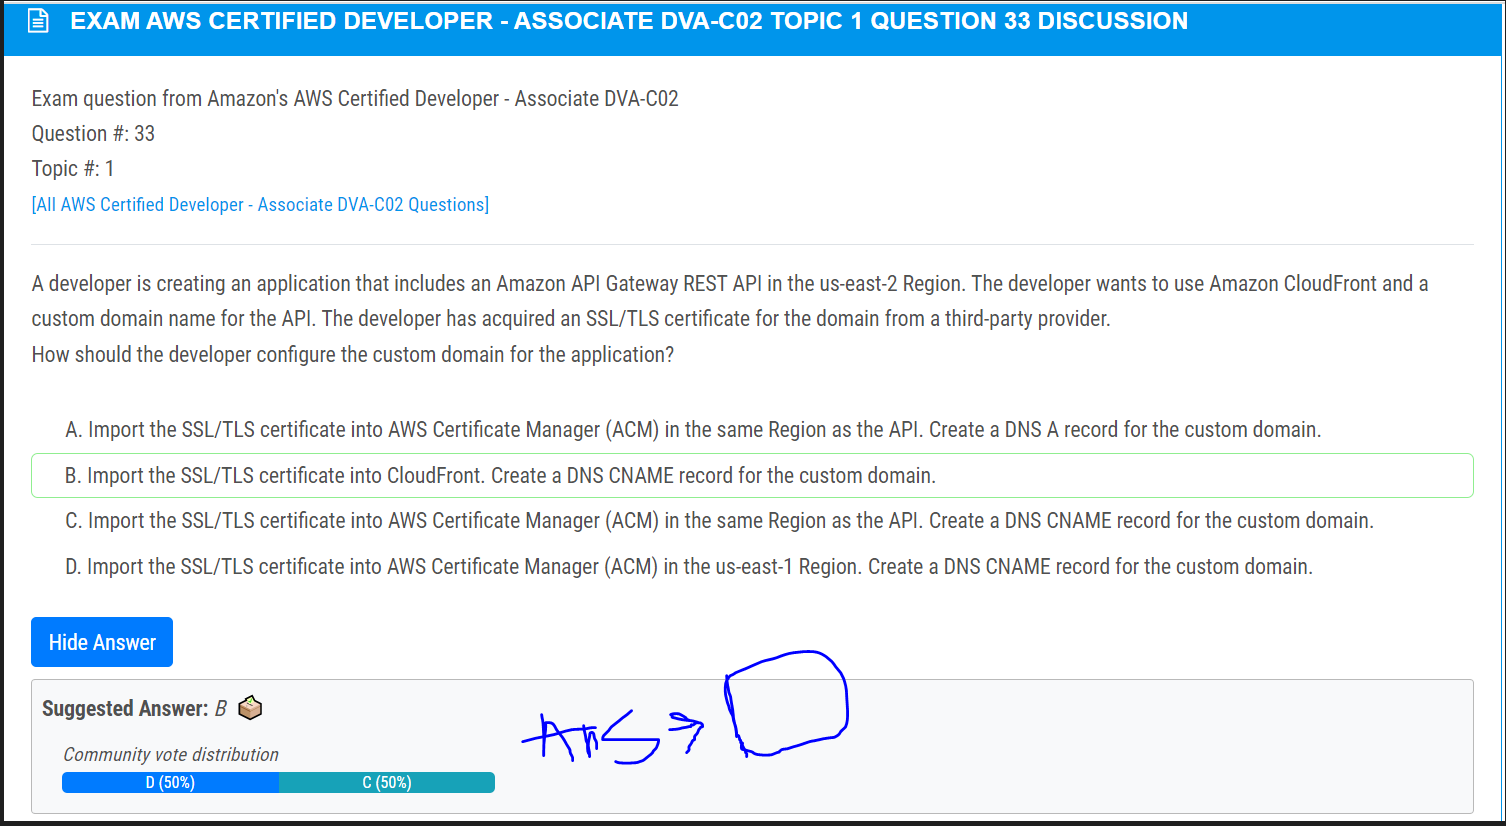 EXAM AWS CERTIFIED DEVELOPER - ASSOCIATE DVA-C02 TOPIC 1 QUESTION 33 DISCUSSION
Exam question from Amazon's AWS Certified Developer - Associate DVA-C02
Question #: 33
Topic #: 1
[All AWS Certified Developer - Associate DVA-C02 Questions]
A developer is creating an application that includes an Amazon API Gateway REST API in the us-east-2 Region. The developer wants to use Amazon CloudFront and a
custom domain name for the API. The developer has acquired an SSL/TLS certificate for the domain from a third-party provider.
How should the developer configure the custom domain for the application?
A. Import the SSL/TLS certificate into AWS Certificate Manager (ACM) in the same Region as the API. Create a DNS A record for the custom domain.
B. Import the SSL/TLS certificate into CloudFront. Create a DNS CNAME record for the custom domain.
C. Import the SSL/TLS certificate into AWS Certificate Manager (ACM) in the same Region as the API. Create a DNS CNAME record for the custom domain.
D. Import the SSL/TLS certificate into AWS Certificate Manager (ACM) in the us-east-1 Region. Create a DNS CNAME record for the custom domain.
Hide Answer
Suggested Answer: B
Ans →
Community vote distribution
D (50%) C (50%)